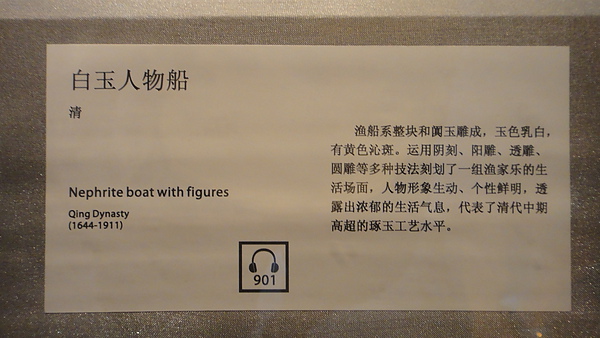 白玉人物船
清
渔船系整块和阗玉雕成，玉色乳白，
有黄色沁斑。运用阴刻、阳雕、透雕、
圆雕等多种技法刻划了一组渔家乐的生
活场面，人物形象生动、个性鲜明，透
露出浓郁的生活气息，代表了清代中期
高超的琢玉工艺水平。
Nephrite boat with figures
Qing Dynasty
(1644-1911)
901